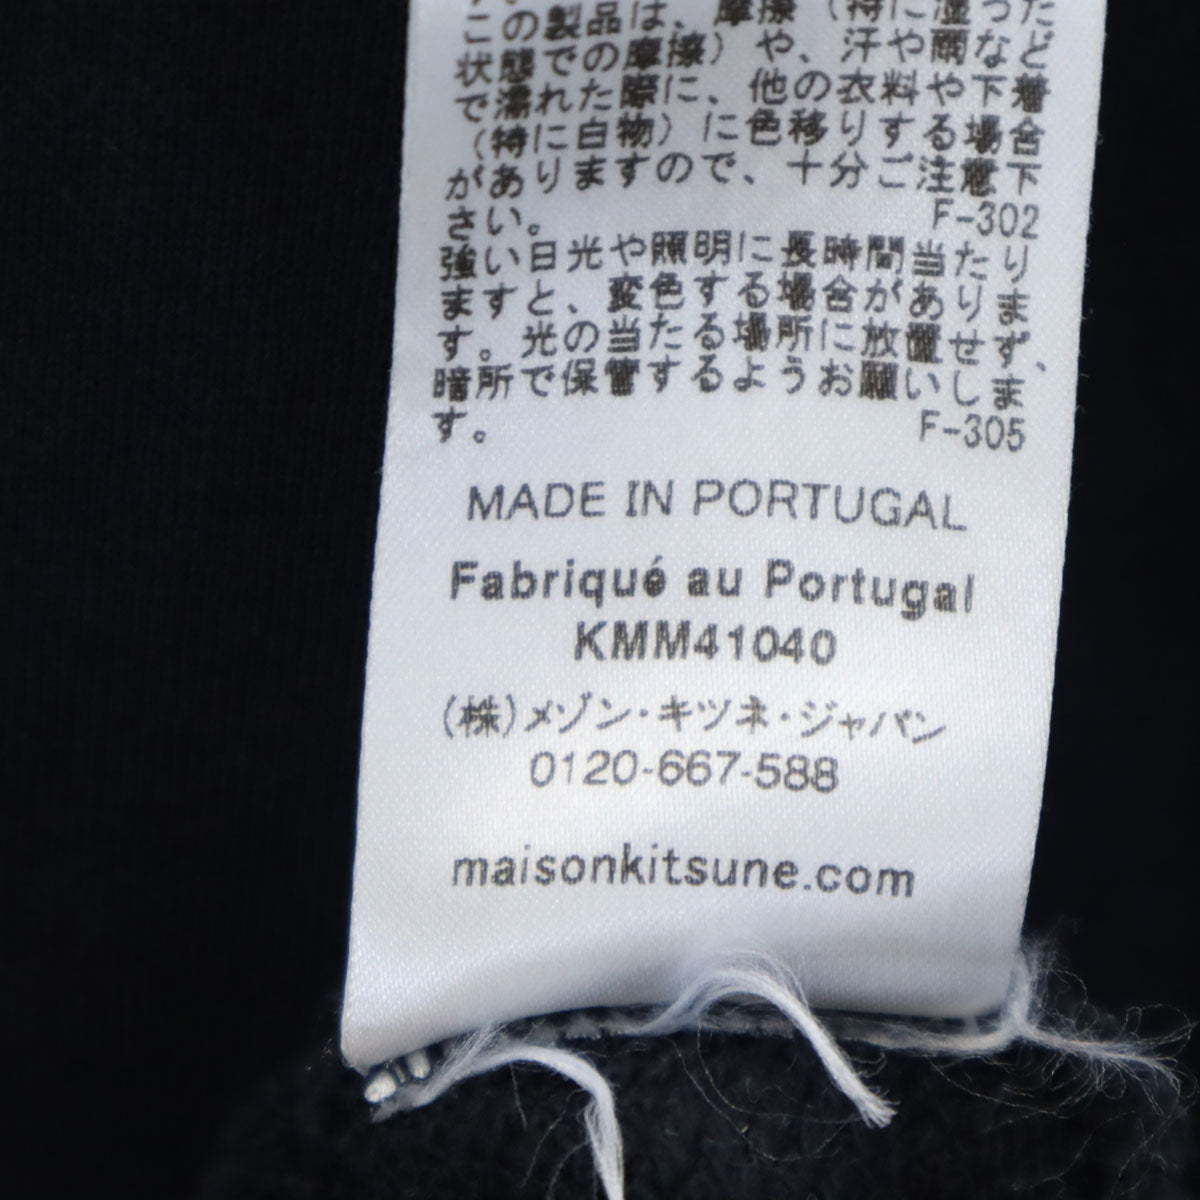 この製品は、摩擦（特に湿った
状態での摩擦）や、汗や雨など
で濡れた際に、他の衣料や下着
（特に白物）に色移りする場合
がありますので、十分ご注意下
さい。 F-302
強い日光や照明に長時間当たり
ますと、変色する場合がありま
す。光の当たる場所に放置せず、
暗所で保管するようお願いしま
す。 F-305
MADE IN PORTUGAL
Fabriqué au Portugal
KMM41040
（株）メゾン・キツネ・ジャパン
0120-667-588
maisonkitsune.com